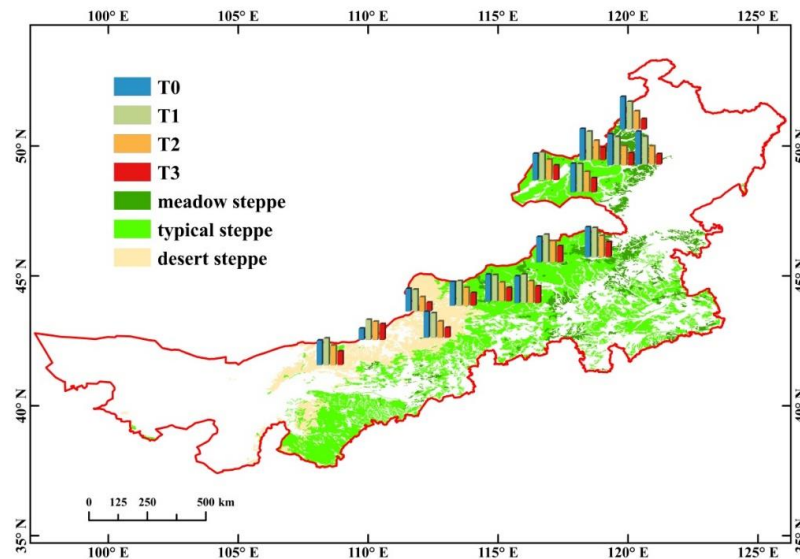 100° E 105° E 110° E 115° E 120° E 125° E
T0
T1
T2
T3
meadow steppe
typical steppe
desert steppe
50° N
45° N
40° N
35° N
0 125 250 500 km
100° E 105° E 110° E 115° E 120° E 125° E